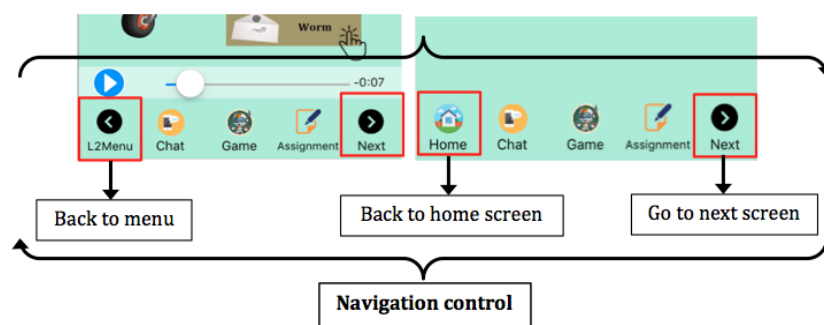 Worm
-0:07
L2Menu Chat Game Assignment Next
Home Chat Game Assignment Next
Back to menu
Back to home screen
Go to next screen
Navigation control